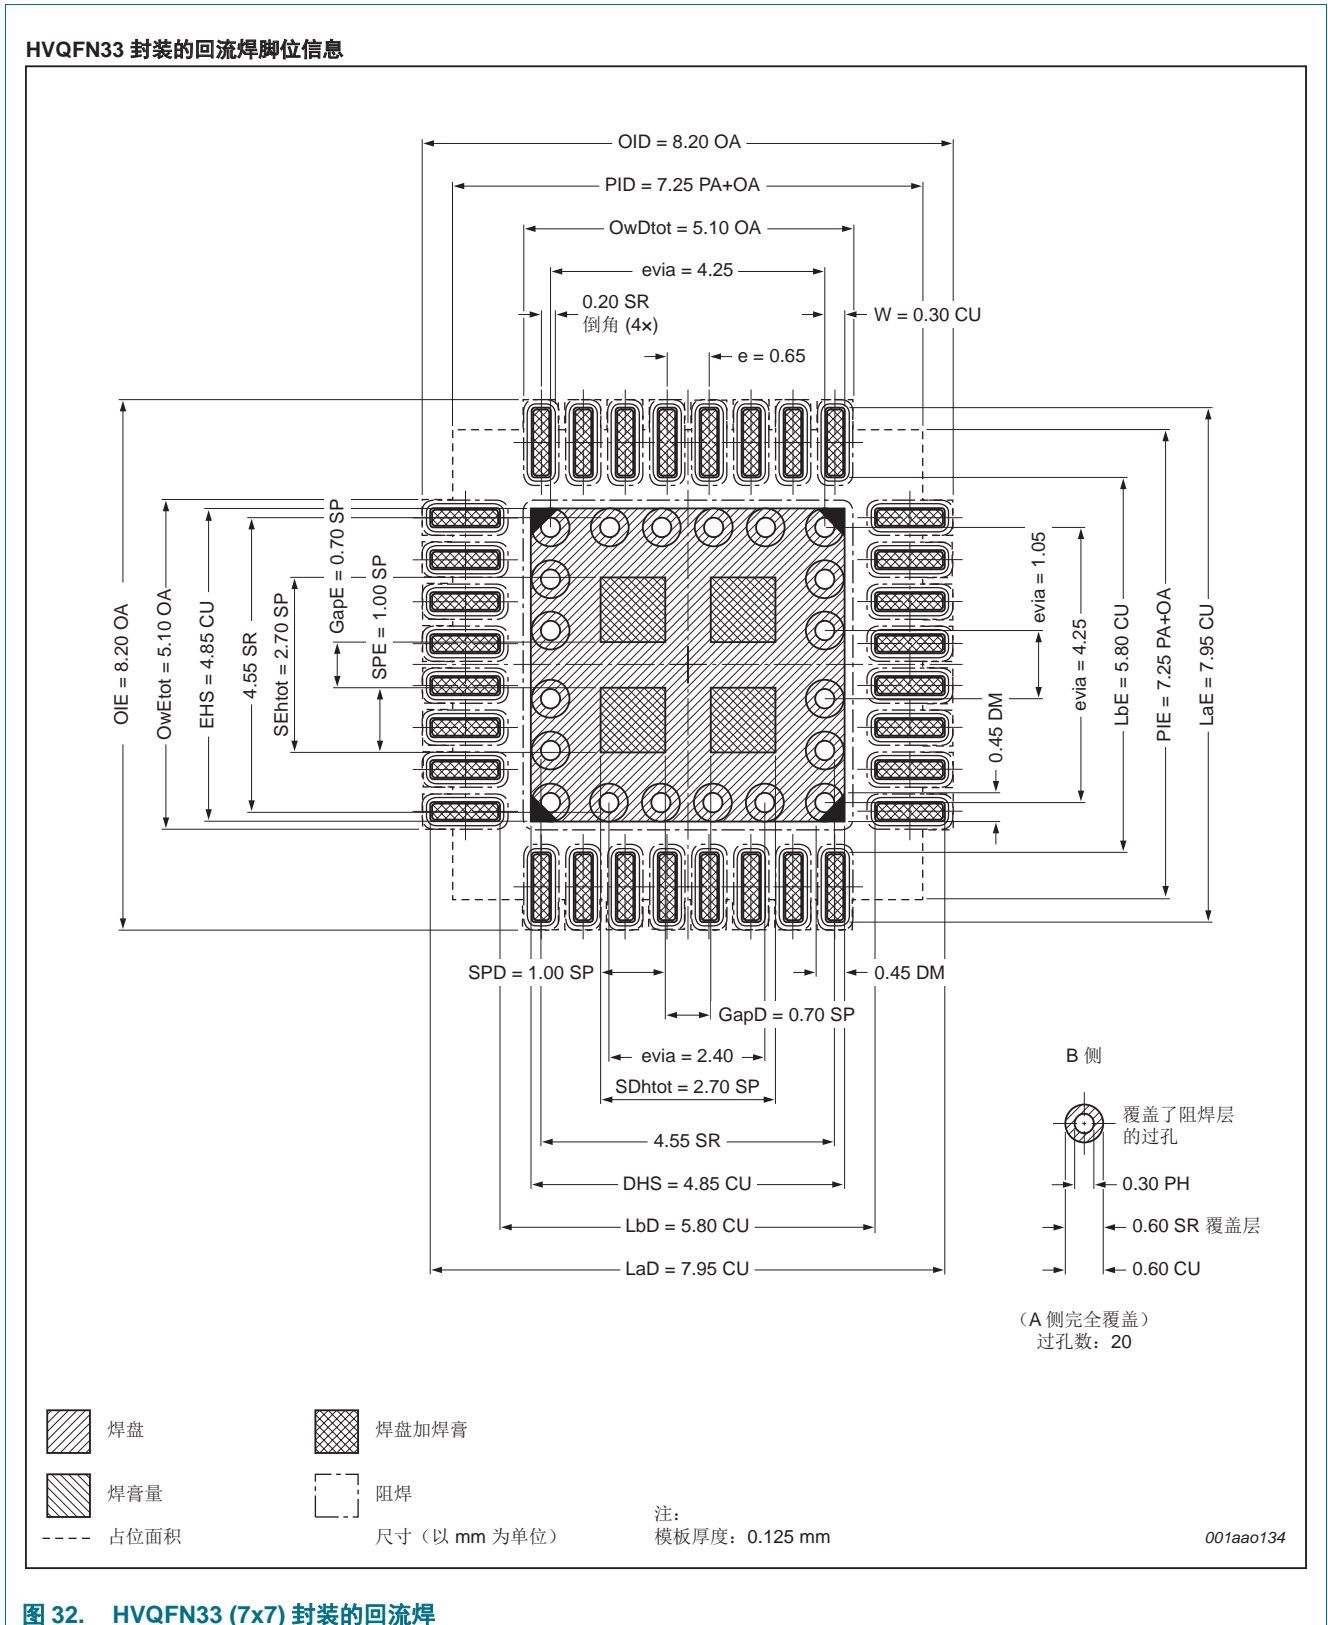 HVQFN33 封装的回流焊脚位信息
OID = 8.20 OA
PID = 7.25 PA+OA
OwDtot = 5.10 OA
evia = 4.25
0.20 SR
倒角 (4×)
W = 0.30 CU
e = 0.65
OIE = 8.20 OA
OwEtot = 5.10 OA
EHS = 4.85 CU
4.55 SR
SEhtot = 2.70 SP
GapE = 0.70 SP
SPE = 1.00 SP
evia = 1.05
0.45 DM
evia = 4.25
LbE = 5.80 CU
PIE = 7.25 PA+OA
LaE = 7.95 CU
SPD = 1.00 SP
0.45 DM
GapD = 0.70 SP
evia = 2.40
SDhtot = 2.70 SP
4.55 SR
DHS = 4.85 CU
LbD = 5.80 CU
LaD = 7.95 CU
B 侧
覆盖了阻焊层
的过孔
0.30 PH
0.60 SR 覆盖层
0.60 CU
（A 侧完全覆盖）
过孔数：20
焊盘
焊盘加焊膏
焊膏量
阻焊
占位面积
尺寸（以 mm 为单位）
注：
模板厚度：0.125 mm
001aao134
图 32. HVQFN33 (7x7) 封装的回流焊